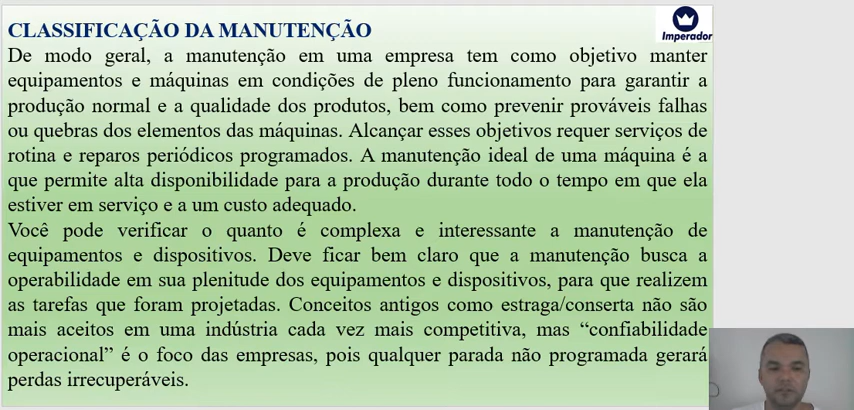 CLASSIFICAÇÃO DA MANUTENÇÃO
Imperador
De modo geral, a manutenção em uma empresa tem como objetivo manter
equipamentos e máquinas em condições de pleno funcionamento para garantir a
produção normal e a qualidade dos produtos, bem como prevenir prováveis falhas
ou quebras dos elementos das máquinas. Alcançar esses objetivos requer serviços de
rotina e reparos periódicos programados. A manutenção ideal de uma máquina é a
que permite alta disponibilidade para a produção durante todo o tempo em que ela
estiver em serviço e a um custo adequado.
Você pode verificar o quanto é complexa e interessante a manutenção de
equipamentos e dispositivos. Deve ficar bem claro que a manutenção busca a
operabilidade em sua plenitude dos equipamentos e dispositivos, para que realizem
as tarefas que foram projetadas. Conceitos antigos como estraga/conserta não são
mais aceitos em uma indústria cada vez mais competitiva, mas “confiabilidade
operacional” é o foco das empresas, pois qualquer parada não programada gerará
perdas irrecuperáveis.